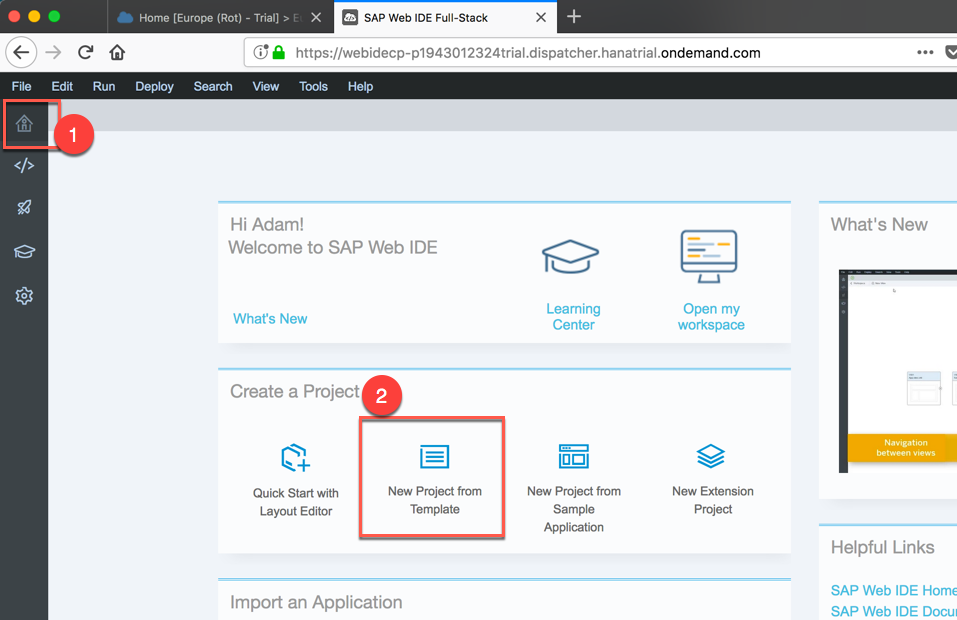 Home [Europe (Rot) - Trial] >
SAP Web IDE Full-Stack
https://webidecp-p1943012324trial.dispatcher.hanatrial.ondemand.com
File Edit Run Deploy Search View Tools Help
1
Hi Adam!
Welcome to SAP Web IDE
What's New
Learning
Center
Open my
workspace
What's New
Navigation
between views
Create a Project
2
Quick Start with
Layout Editor
New Project from
Template
New Project from
Sample
Application
New Extension
Project
Helpful Links
SAP Web IDE Home
SAP Web IDE
Import an Application